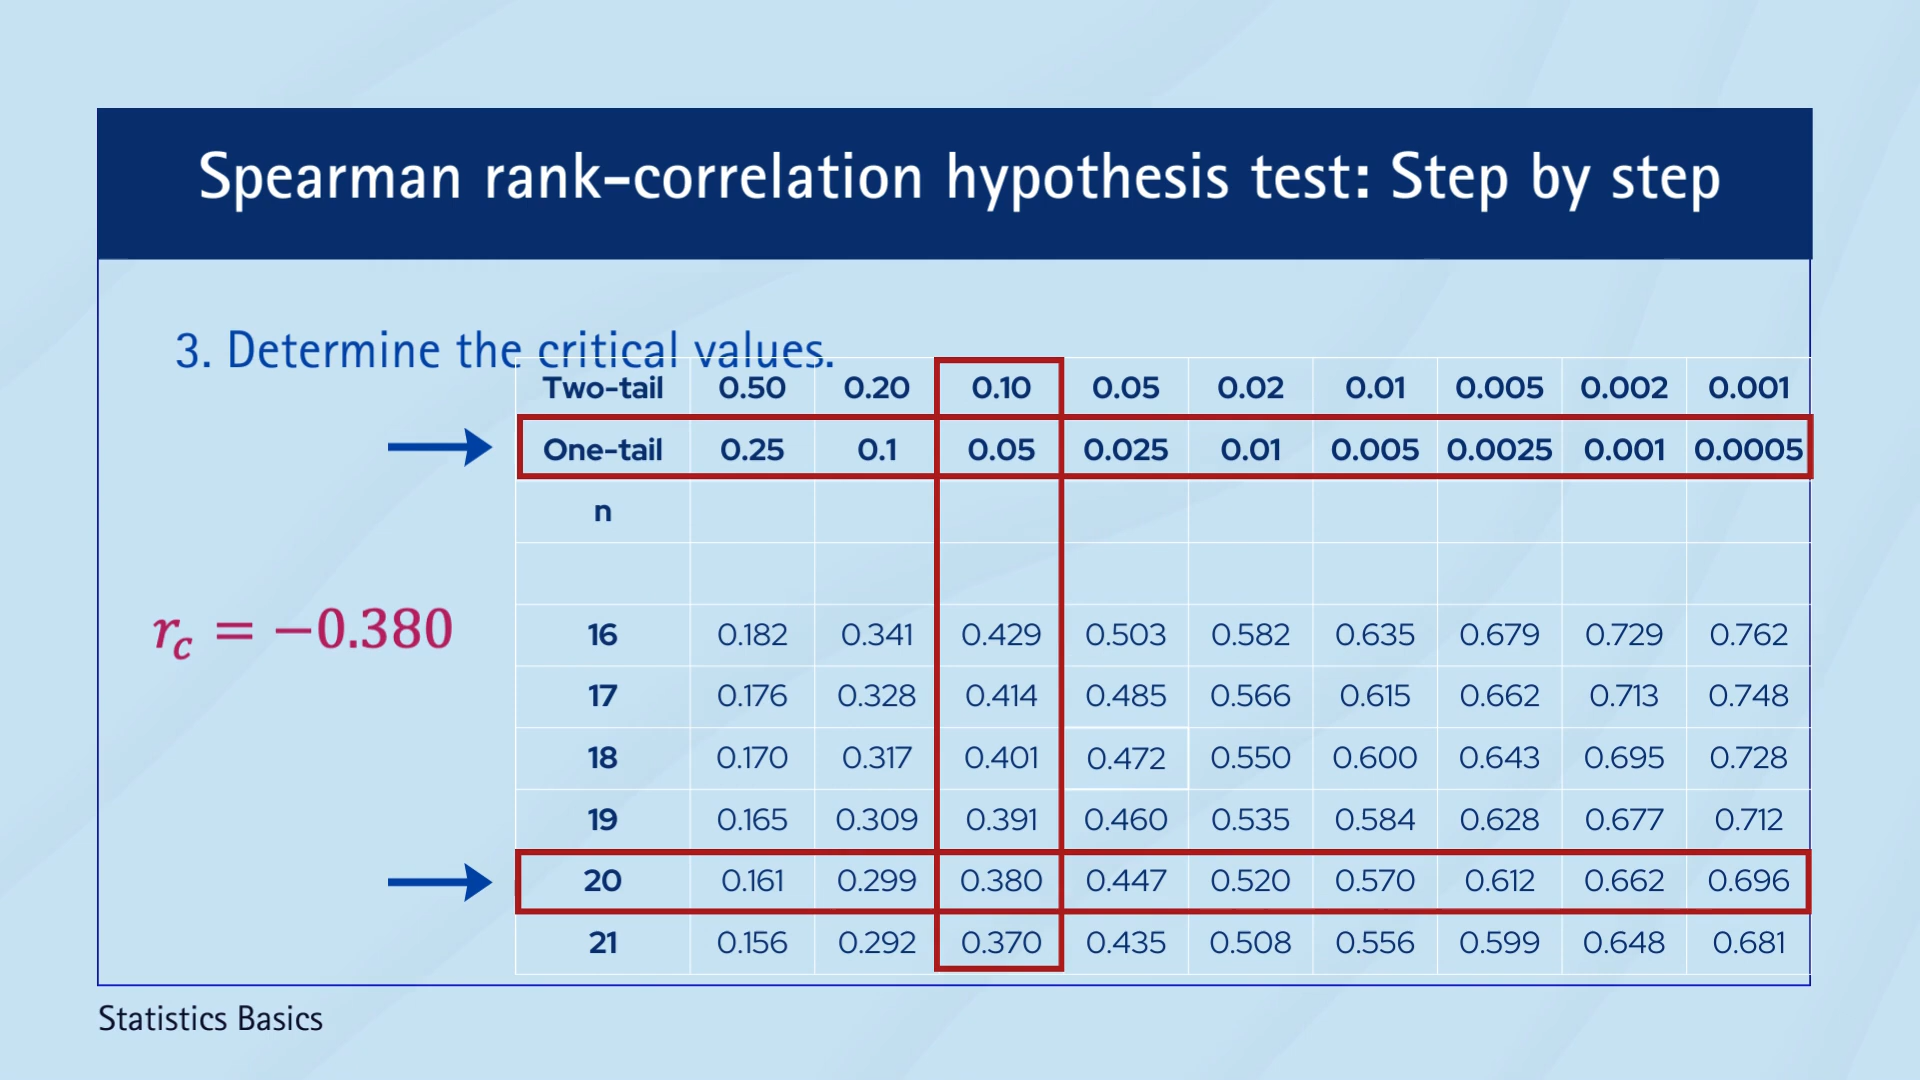 Spearman rank-correlation hypothesis test: Step by step
3. Determine the critical values.
Two-tail 0.50 0.20 0.10 0.05 0.02 0.01 0.005 0.002 0.001
One-tail 0.25 0.1 0.05 0.025 0.01 0.005 0.0025 0.001 0.0005
n
r_c = −0.380
16 0.182 0.341 0.429 0.503 0.582 0.635 0.679 0.729 0.762
17 0.176 0.328 0.414 0.485 0.566 0.615 0.662 0.713 0.748
18 0.170 0.317 0.401 0.472 0.550 0.600 0.643 0.695 0.728
19 0.165 0.309 0.391 0.460 0.535 0.584 0.628 0.677 0.712
20 0.161 0.299 0.380 0.447 0.520 0.570 0.612 0.662 0.696
21 0.156 0.292 0.370 0.435 0.508 0.556 0.599 0.648 0.681
Statistics Basics